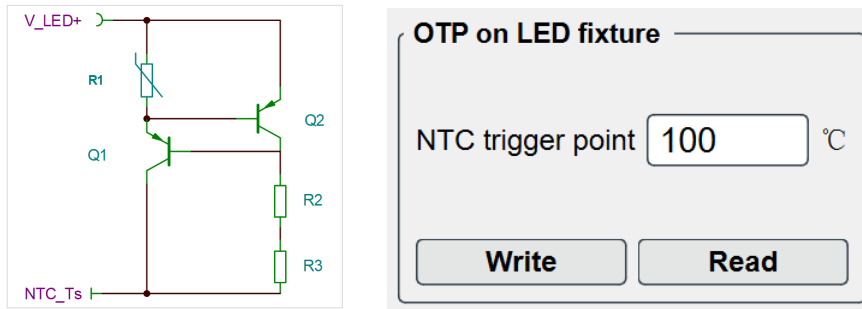 V_LED+
R1
Q2
Q1
R2
R3
NTC_Ts
OTP on LED fixture
NTC trigger point 100 ℃
Write Read